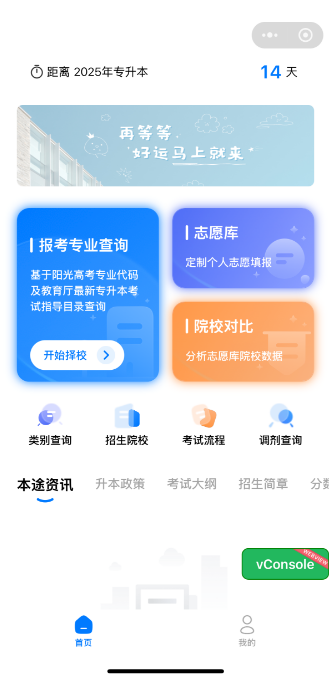 距离 2025年专升本
14 天
再等等,
好运马上就来
报考专业查询
基于阳光高考专业代码
及教育厅最新专升本考
试指导目录查询
开始择校
志愿库
定制个人志愿填报
院校对比
分析志愿库院校数据
类别查询 招生院校 考试流程 调剂查询
本途资讯 升本政策 考试大纲 招生简章 分数
WEBVIEW
vConsole
首页 我的